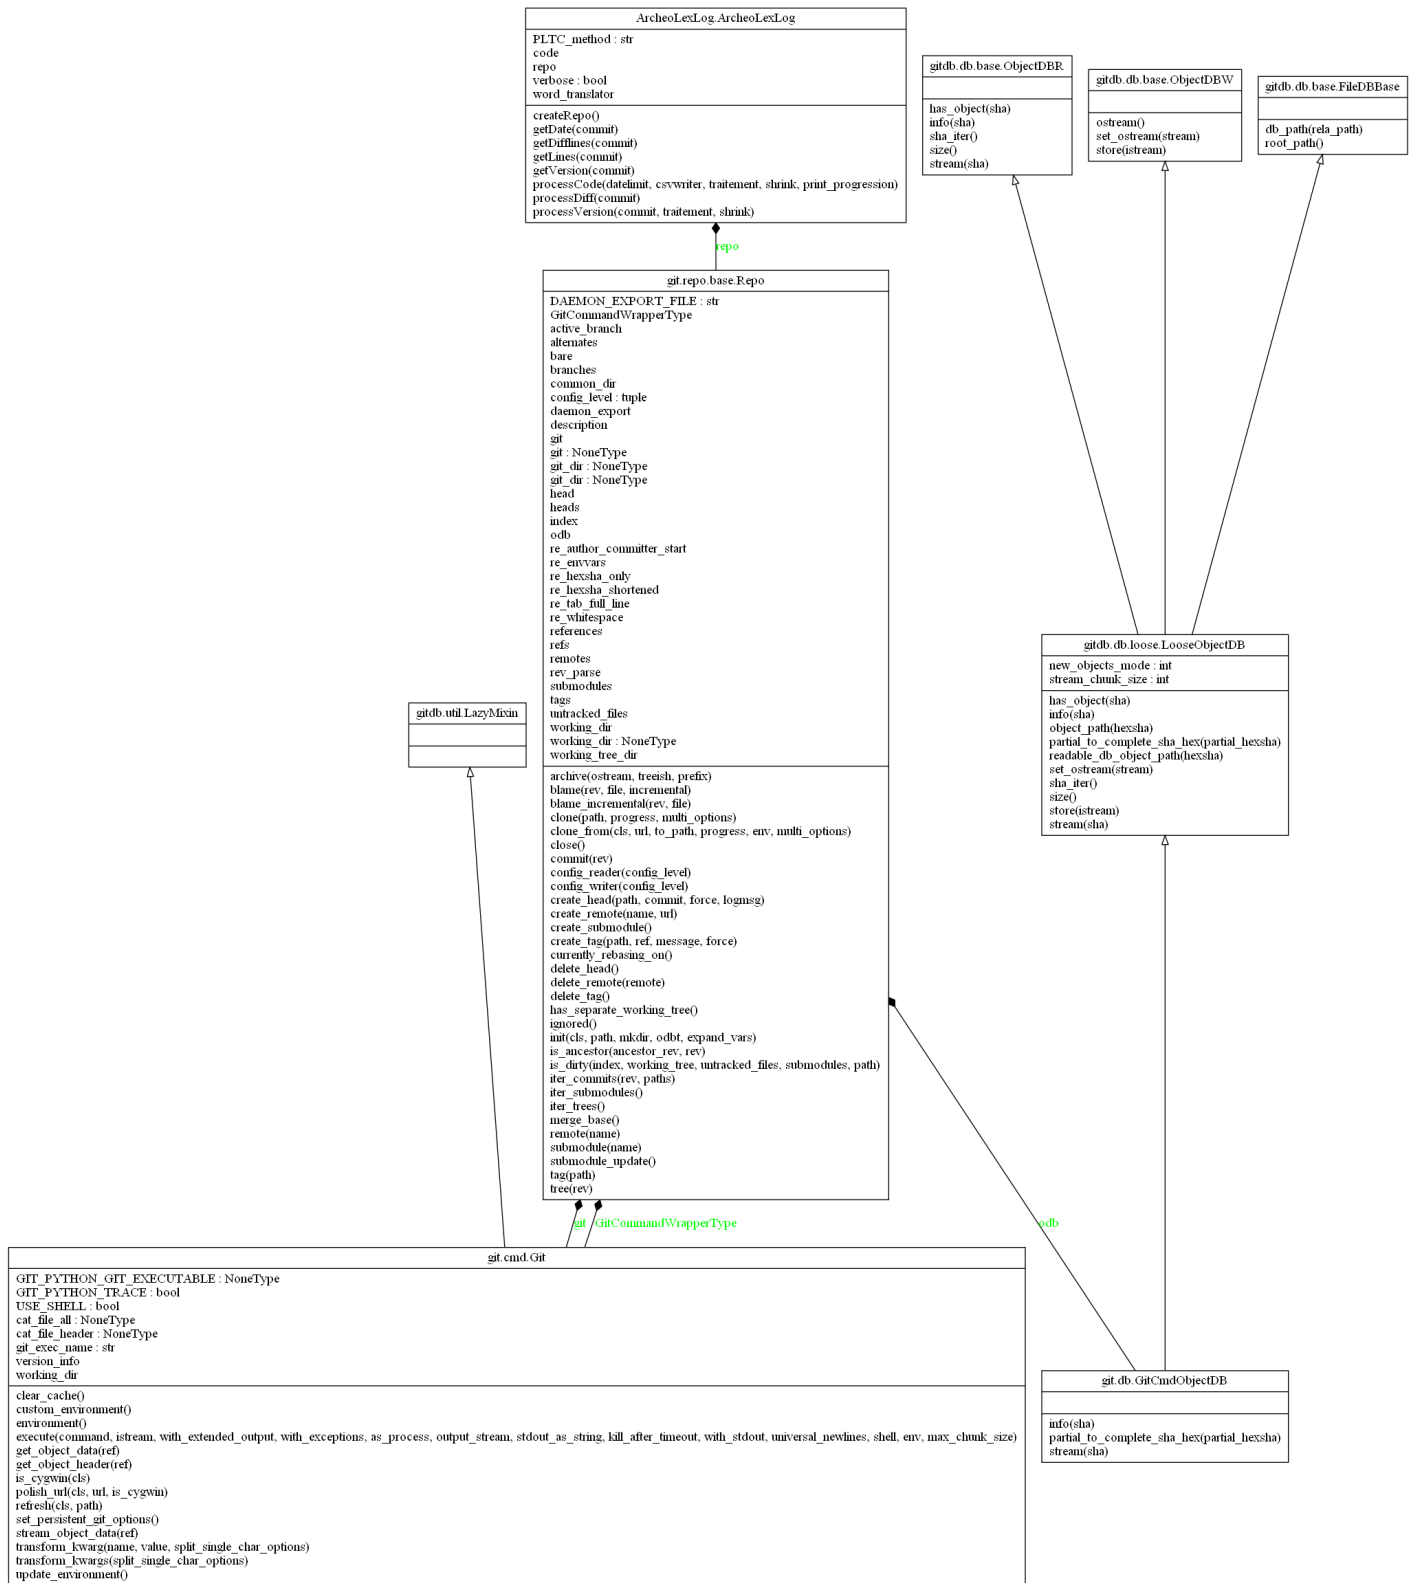 ArcheoLexLog.ArcheoLexLog
PLTC_method : str
code
repo
verbose : bool
word_translator
createRepo()
getDate(commit)
getDifflines(commit)
getLines(commit)
getVersion(commit)
processCode(datelimit, csvwriter, traitement, shrink, print_progression)
processDiff(commit)
processVersion(commit, traitement, shrink)
gitdb.db.base.ObjectDBR
has_object(sha)
info(sha)
sha_iter()
size()
stream(sha)
gitdb.db.base.ObjectDBW
ostream()
set_ostream(stream)
store(istream)
gitdb.db.base.FileDBBase
db_path(rela_path)
root_path()
repo
git.repo.base.Repo
DAEMON_EXPORT_FILE : str
GitCommandWrapperType
active_branch
alternates
bare
branches
common_dir
config_level : tuple
daemon_export
description
git
git : NoneType
git_dir : NoneType
git_dir : NoneType
head
heads
index
odb
re_author_committer_start
re_envvars
re_hexsha_only
re_hexsha_shortened
re_tab_full_line
re_whitespace
references
refs
remotes
rev_parse
submodules
tags
untracked_files
working_dir
working_dir : NoneType
working_tree_dir
archive(ostream, treeish, prefix)
blame(rev, file, incremental)
blame_incremental(rev, file)
clone(path, progress, multi_options)
clone_from(cls, url, to_path, progress, env, multi_options)
close()
commit(rev)
config_reader(config_level)
config_writer(config_level)
create_head(path, commit, force, logmsg)
create_remote(name, url)
create_submodule()
create_tag(path, ref, message, force)
currently_rebasing_on()
delete_head()
delete_remote(remote)
delete_tag()
has_separate_working_tree()
ignored()
init(cls, path, mkdir, odbt, expand_vars)
is_ancestor(ancestor_rev, rev)
is_dirty(index, working_tree, untracked_files, submodules, path)
iter_commits(rev, paths)
iter_submodules()
iter_trees()
merge_base()
remote(name)
submodule(name)
submodule_update()
tag(path)
tree(rev)
gitdb.util.LazyMixin
gitdb.db.loose.LooseObjectDB
new_objects_mode : int
stream_chunk_size : int
has_object(sha)
info(sha)
object_path(hexsha)
partial_to_complete_sha_hex(partial_hexsha)
readable_db_object_path(hexsha)
set_ostream(stream)
sha_iter()
size()
store(istream)
stream(sha)
git
GitCommandWrapperType
odb
git.cmd.Git
GIT_PYTHON_GIT_EXECUTABLE : NoneType
GIT_PYTHON_TRACE : bool
USE_SHELL : bool
cat_file_all : NoneType
cat_file_header : NoneType
git_exec_name : str
version_info
working_dir
clear_cache()
custom_environment()
environment()
execute(command, istream, with_extended_output, with_exceptions, as_process, output_stream, stdout_as_string, kill_after_timeout, with_stdout, universal_newlines, shell, env, max_chunk_size)
get_object_data(ref)
get_object_header(ref)
is_cygwin(cls)
polish_url(cls, url, is_cygwin)
refresh(cls, path)
set_persistent_git_options()
stream_object_data(ref)
transform_kwarg(name, value, split_single_char_options)
transform_kwargs(split_single_char_options)
update_environment()
git.db.GitCmdObjectDB
info(sha)
partial_to_complete_sha_hex(partial_hexsha)
stream(sha)